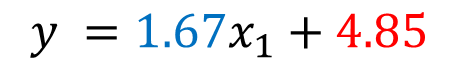 y = 1.67x₁ + 4.85